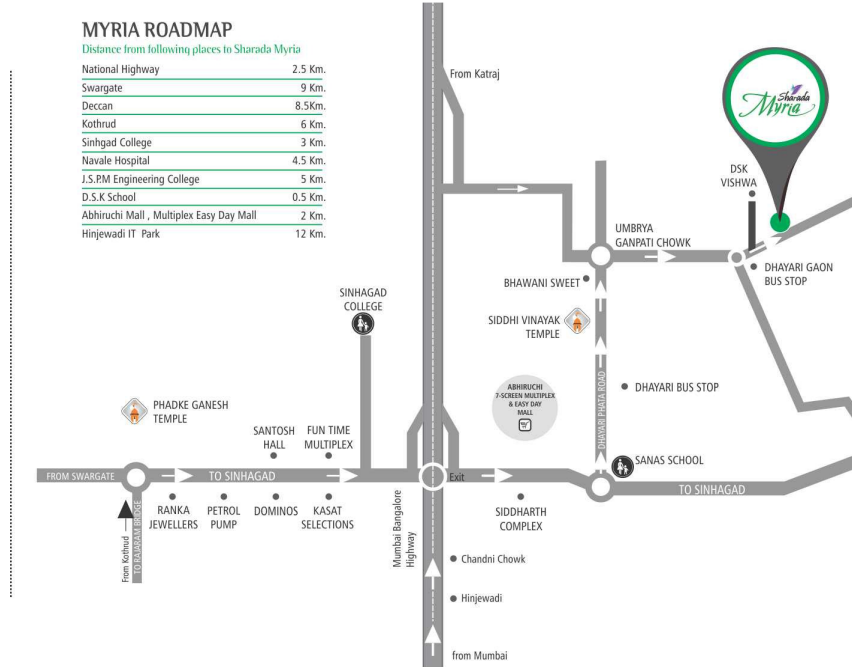 MYRIA ROADMAP
Distance from following places to Sharada Myria
National Highway 2.5 Km.
Swargate 9 Km.
Deccan 8.5Km.
Kothrud 6 Km.
Sinhgad College 3 Km.
Navale Hospital 4.5 Km.
J.S.P.M Engineering College 5 Km.
D.S.K School 0.5 Km.
Abhiruchi Mall , Multiplex Easy Day Mall 2 Km.
Hinjewadi IT Park 12 Km.
From Katraj
Sharada
Myria
DSK
VISHWA
UMBRYA
GANPATI CHOWK
DHAYARI GAON
BUS STOP
BHAWANI SWEET
SINHAGAD
COLLEGE
SIDDHI VINAYAK
TEMPLE
ABHIRUCHI
7-SCREEN MULTIPLEX
& EASY DAY
MALL
DHAYARI PHATA ROAD
DHAYARI BUS STOP
PHADKE GANESH
TEMPLE
SANTOSH
HALL
FUN TIME
MULTIPLEX
SANAS SCHOOL
FROM SWARGATE
TO SINHAGAD
Exit
TO SINHAGAD
RANKA
JEWELLERS
PETROL
PUMP
DOMINOS
KASAT
SELECTIONS
SIDDHARTH
COMPLEX
From Kothrud
TO RAJARAM BRIDGE
Mumbai Bangalore
Highway
Chandni Chowk
Hinjewadi
from Mumbai